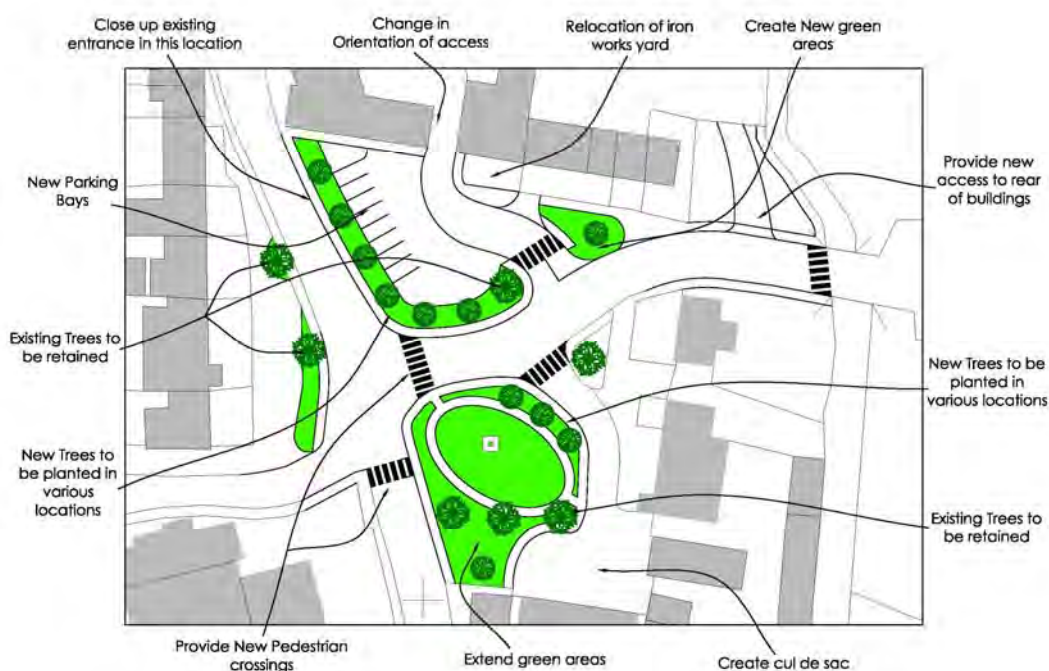 Close up existing
entrance in this location
Change in
Orientation of access
Relocation of iron
works yard
Create New green
areas
New Parking
Bays
Provide new
access to rear
of buildings
Existing Trees to
be retained
New Trees to be
planted in
various locations
New Trees to
be planted in
various
locations
Existing Trees to
be retained
Provide New Pedestrian
crossings
Extend green areas
Create cul de sac